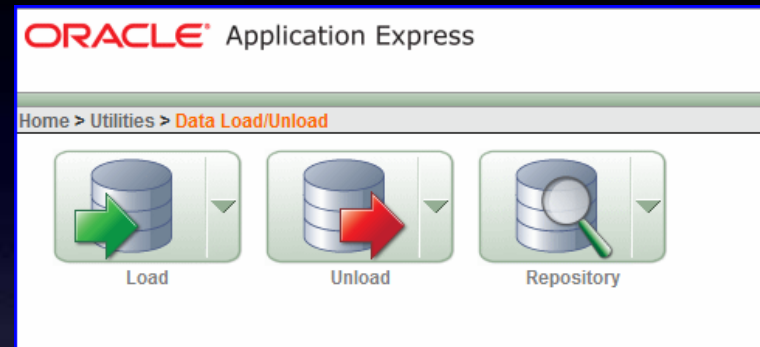 ORACLE® Application Express
Home > Utilities > Data Load/Unload
Load
Unload
Repository